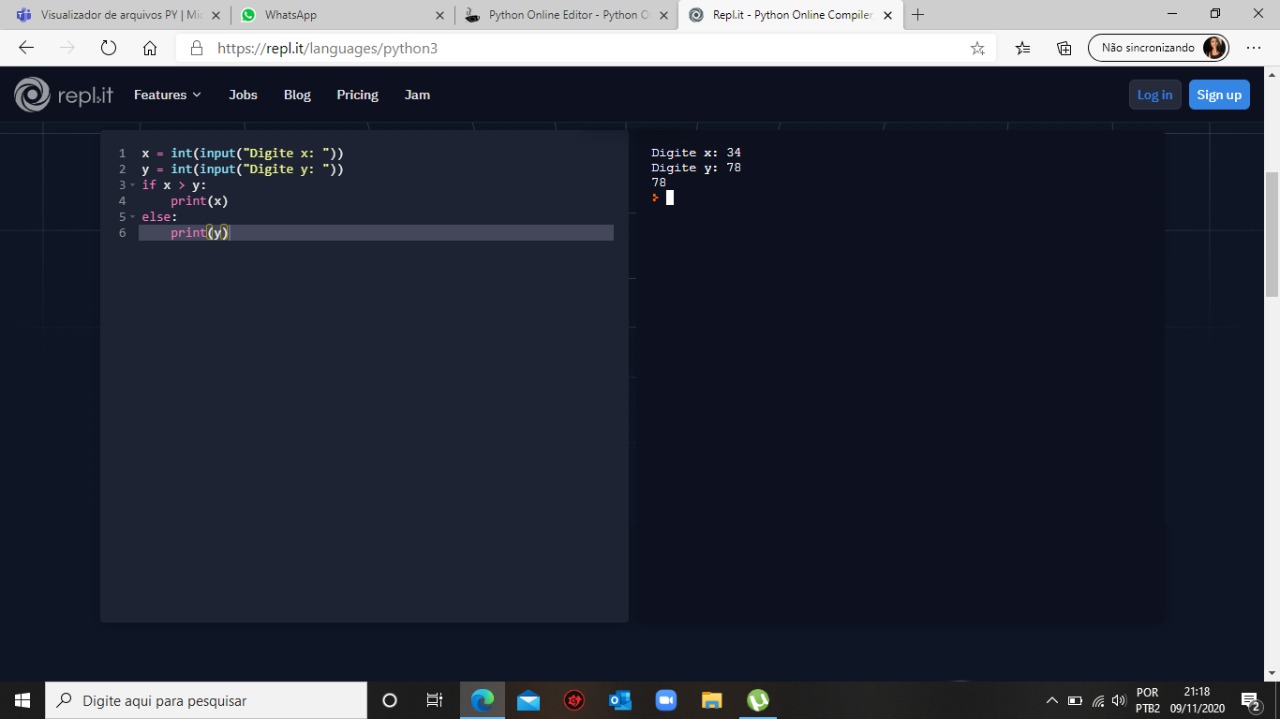 Visualizador de arquivos PY | Mic
WhatsApp
Python Online Editor - Python O
Repl.it - Python Online Compiler
https://repl.it/languages/python3
Não sincronizando
repl.it
Features
Jobs
Blog
Pricing
Jam
Log in
Sign up
1 x = int(input("Digite x: "))
2 y = int(input("Digite y: "))
3 if x > y:
4 print(x)
5 else:
6 print(y)
Digite x: 34
Digite y: 78
78
>
Digite aqui para pesquisar
POR
PTB2
21:18
09/11/2020
2